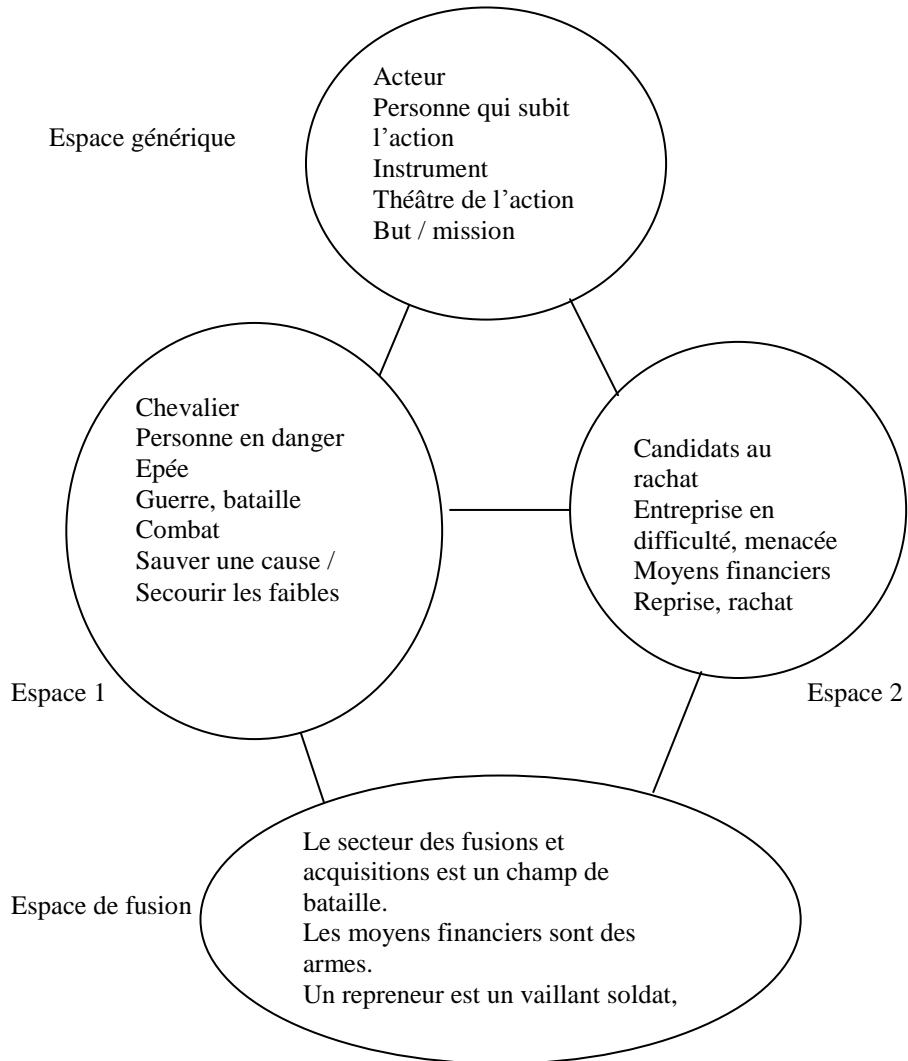 Acteur
Personne qui subit
l’action
Espace générique
Instrument
Théâtre de l’action
But / mission
Chevalier
Personne en danger
Epée
Guerre, bataille
Combat
Sauver une cause /
Secourir les faibles
Candidats au
rachat
Entreprise en
difficulté, menacée
Moyens financiers
Reprise, rachat
Espace 1
Espace 2
Le secteur des fusions et
acquisitions est un champ de
bataille.
Espace de fusion
Les moyens financiers sont des
armes.
Un repreneur est un vaillant soldat,